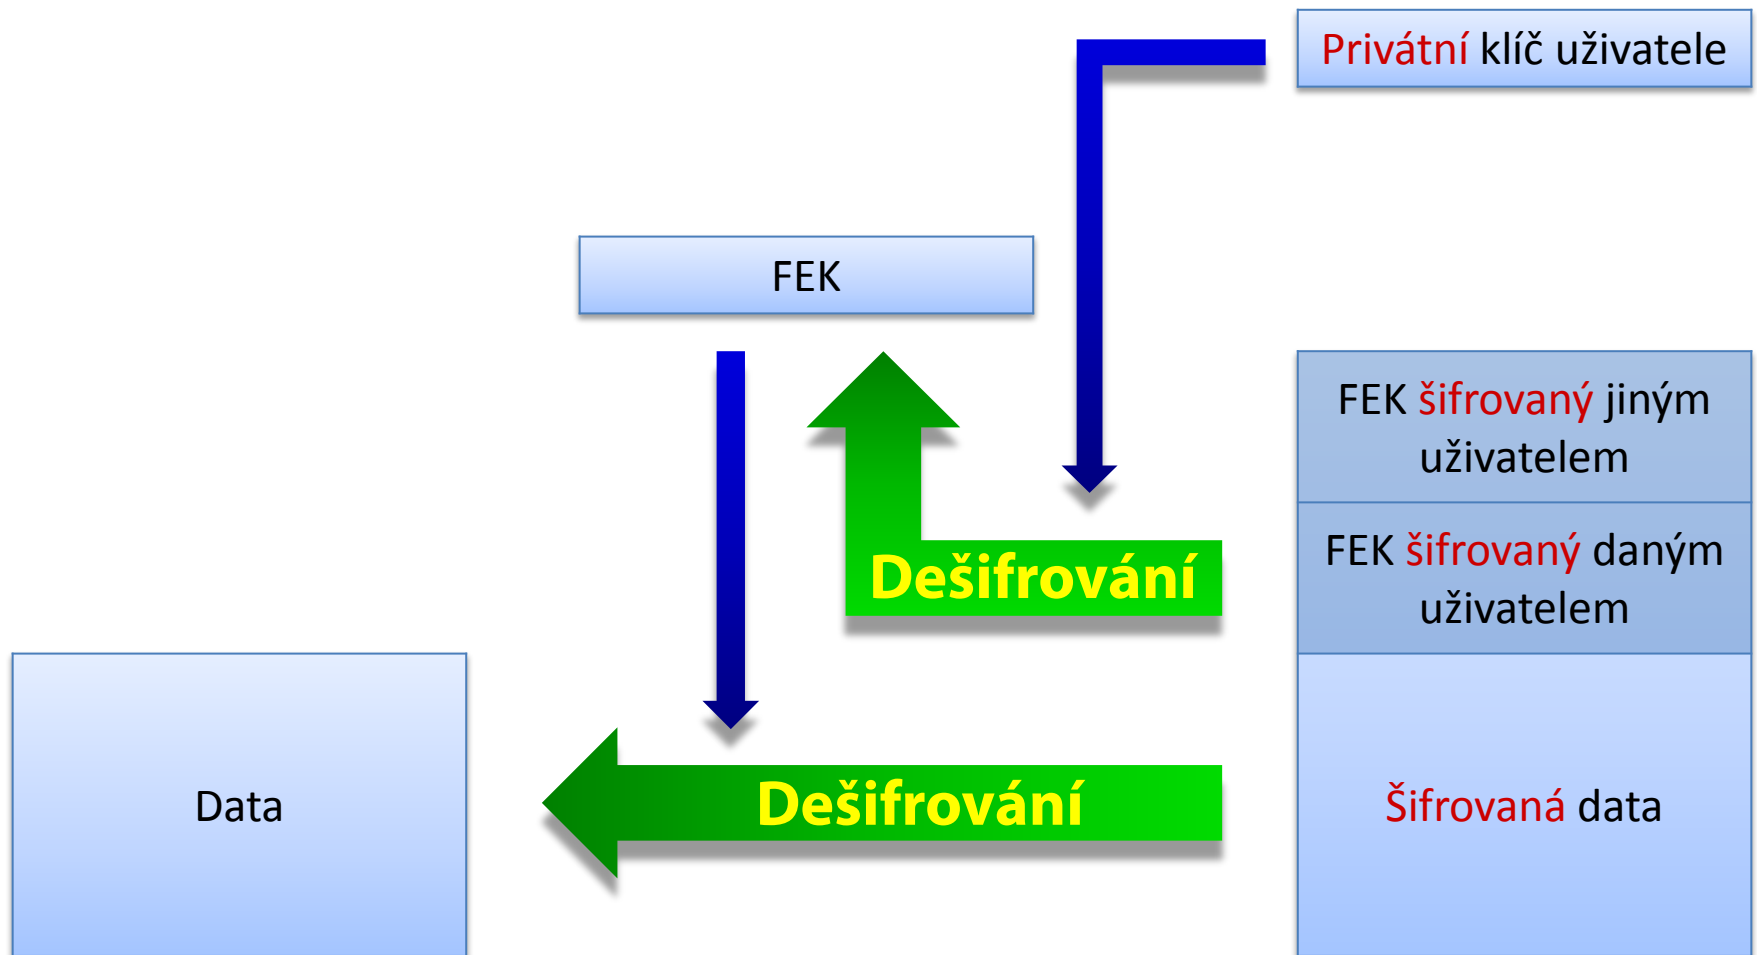 Privátní klíč uživatele
FEK
FEK šifrovaný jiným
uživatelem
FEK šifrovaný daným
uživatelem
Dešifrování
Data
Dešifrování
Šifrovaná data